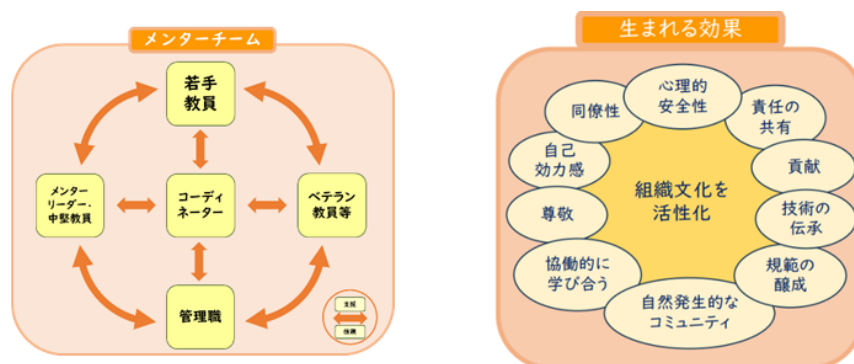 メンターチーム
若手
教員
メンター
リーダー・
中堅教員
コーディ
ネーター
ベテラン
教員等
管理職
支援
生まれる効果
心理的
安全性
同僚性
責任の
共有
自己
効力感
貢献
組織文化を
活性化
尊敬
技術の
伝承
協働的に
学び合う
規範の
醸成
自然発生的な
コミュニティ